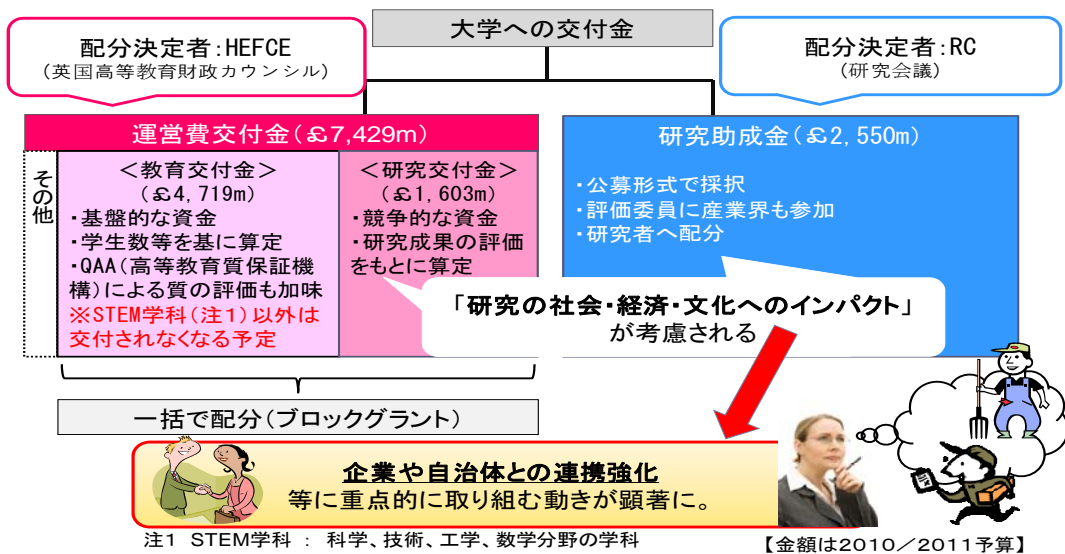 大学への交付金
配分決定者：HEFCE
(英国高等教育財政カウンシル)
配分決定者：RC
(研究会議)
運営費交付金(£7,429m)
その他
＜教育交付金＞
(£4,719m)
・基盤的な資金
・学生数等を基に算定
・QAA(高等教育質保証機
構)による質の評価も加味
※STEM学科(注1)以外は
交付されなくなる予定
＜研究交付金＞
(£1,603m)
・競争的な資金
・研究成果の評価
をもとに算定
研究助成金(£2,550m)
・公募形式で採択
・評価委員に産業界も参加
・研究者へ配分
「研究の社会・経済・文化へのインパクト」
が考慮される
一括で配分(ブロックグラント)
企業や自治体との連携強化
等に重点的に取り組む動きが顕著に。
注1 STEM学科 ： 科学、技術、工学、数学分野の学科
【金額は2010／2011予算】